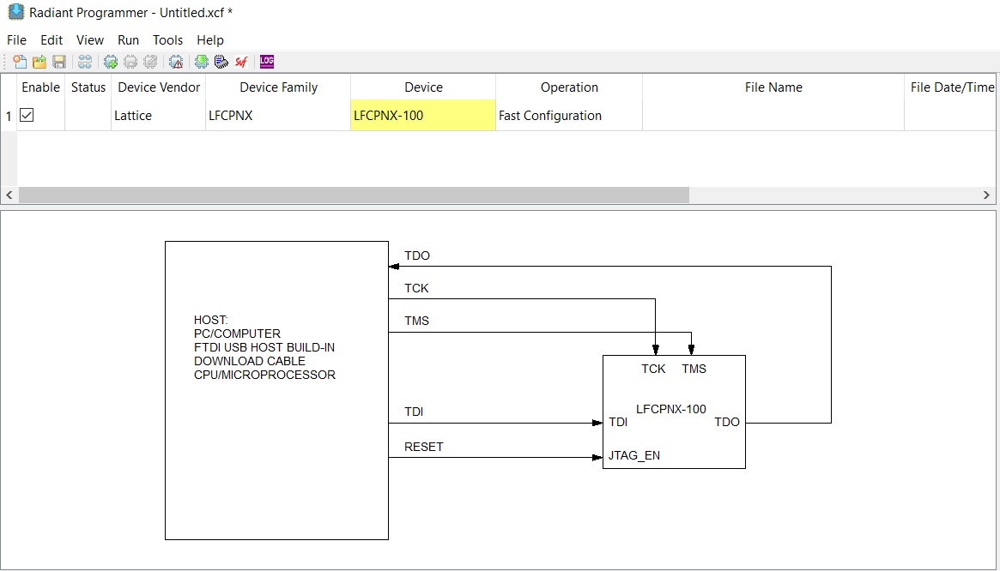 Radiant Programmer - Untitled.xcf *
File Edit View Run Tools Help
Svf LOG
Enable Status Device Vendor Device Family Device Operation File Name File Date/Time
1 Lattice LFCPNX LFCPNX-100 Fast Configuration
TDO
TCK
TMS
HOST:
PC/COMPUTER
FTDI USB HOST BUILD-IN
DOWNLOAD CABLE
CPU/MICROPROCESSOR
TCK TMS
LFCPNX-100
TDI
TDI TDO
RESET
JTAG_EN